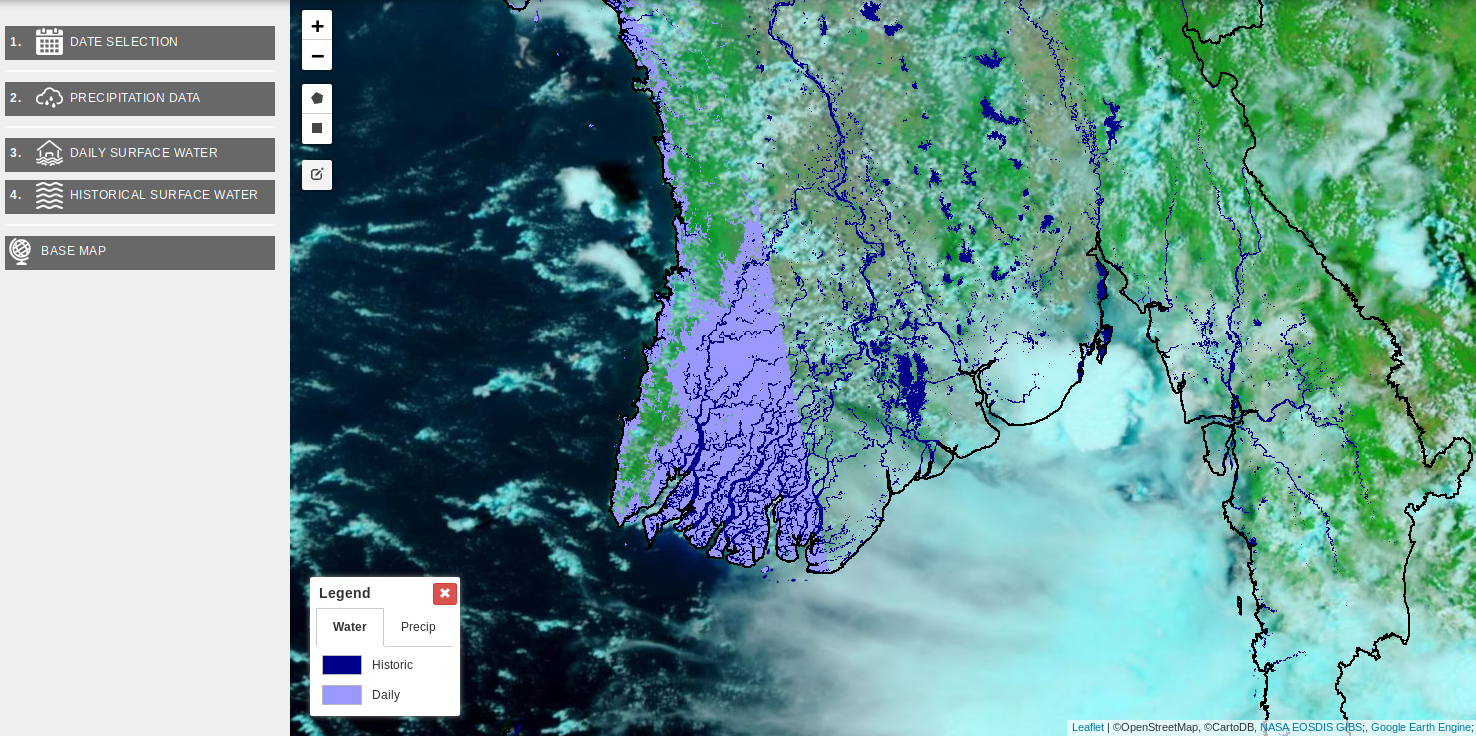 1. DATE SELECTION
2. PRECIPITATION DATA
3. DAILY SURFACE WATER
4. HISTORICAL SURFACE WATER
BASE MAP
+
−
Legend
Water Precip
Historic
Daily
Leaflet | ©OpenStreetMap, ©CartoDB, NASA EOSDIS GIBS;, Google Earth Engine;